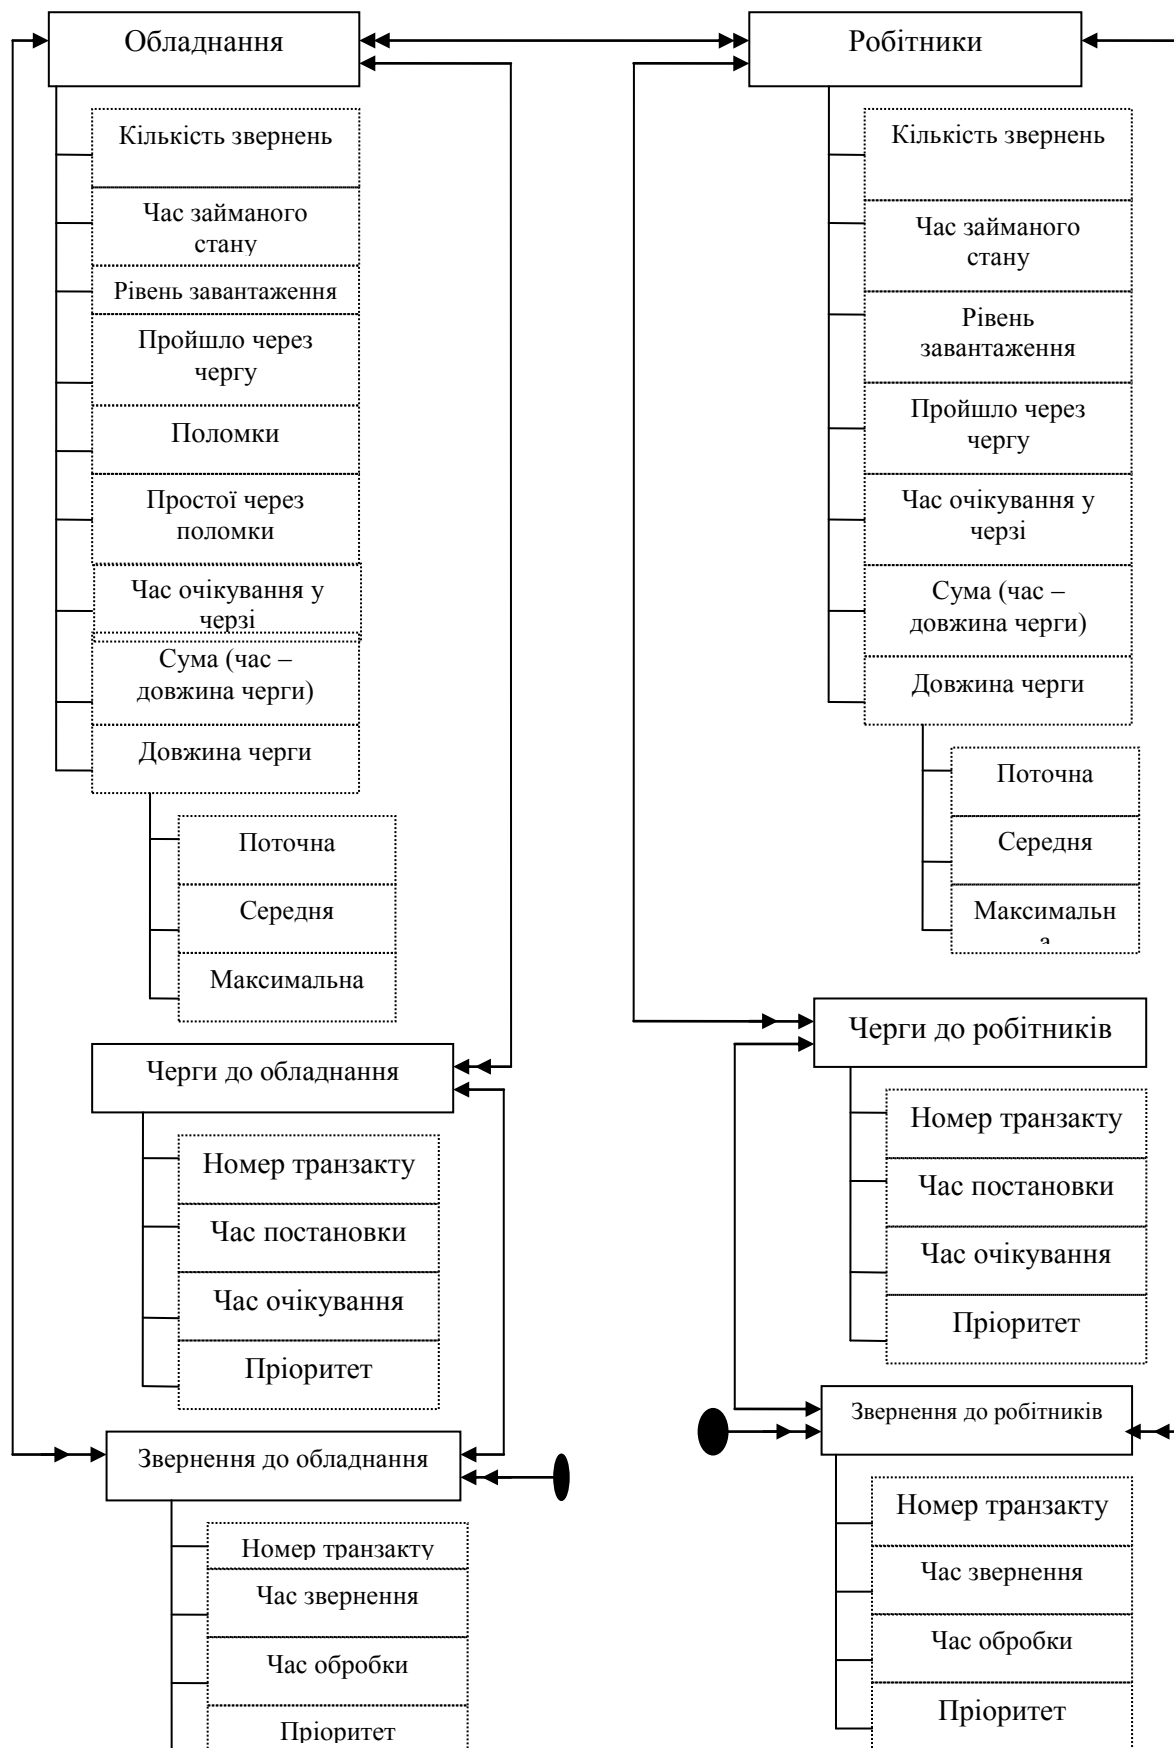 Обладнання
Кількість звернень
Час займаного
стану
Рівень завантаження
Пройшло через
чергу
Поломки
Простої через
поломки
Час очікування у
черзі
Сума (час –
довжина черги)
Довжина черги
Поточна
Середня
Максимальна
Черги до обладнання
Номер транзакту
Час постановки
Час очікування
Пріоритет
Звернення до обладнання
Номер транзакту
Час звернення
Час обробки
Пріоритет
Робітники
Кількість звернень
Час займаного
стану
Рівень
завантаження
Пройшло через
чергу
Час очікування у
черзі
Сума (час –
довжина черги)
Довжина черги
Поточна
Середня
Максимальн
а
Черги до робітників
Номер транзакту
Час постановки
Час очікування
Пріоритет
Звернення до робітників
Номер транзакту
Час звернення
Час обробки
Пріоритет